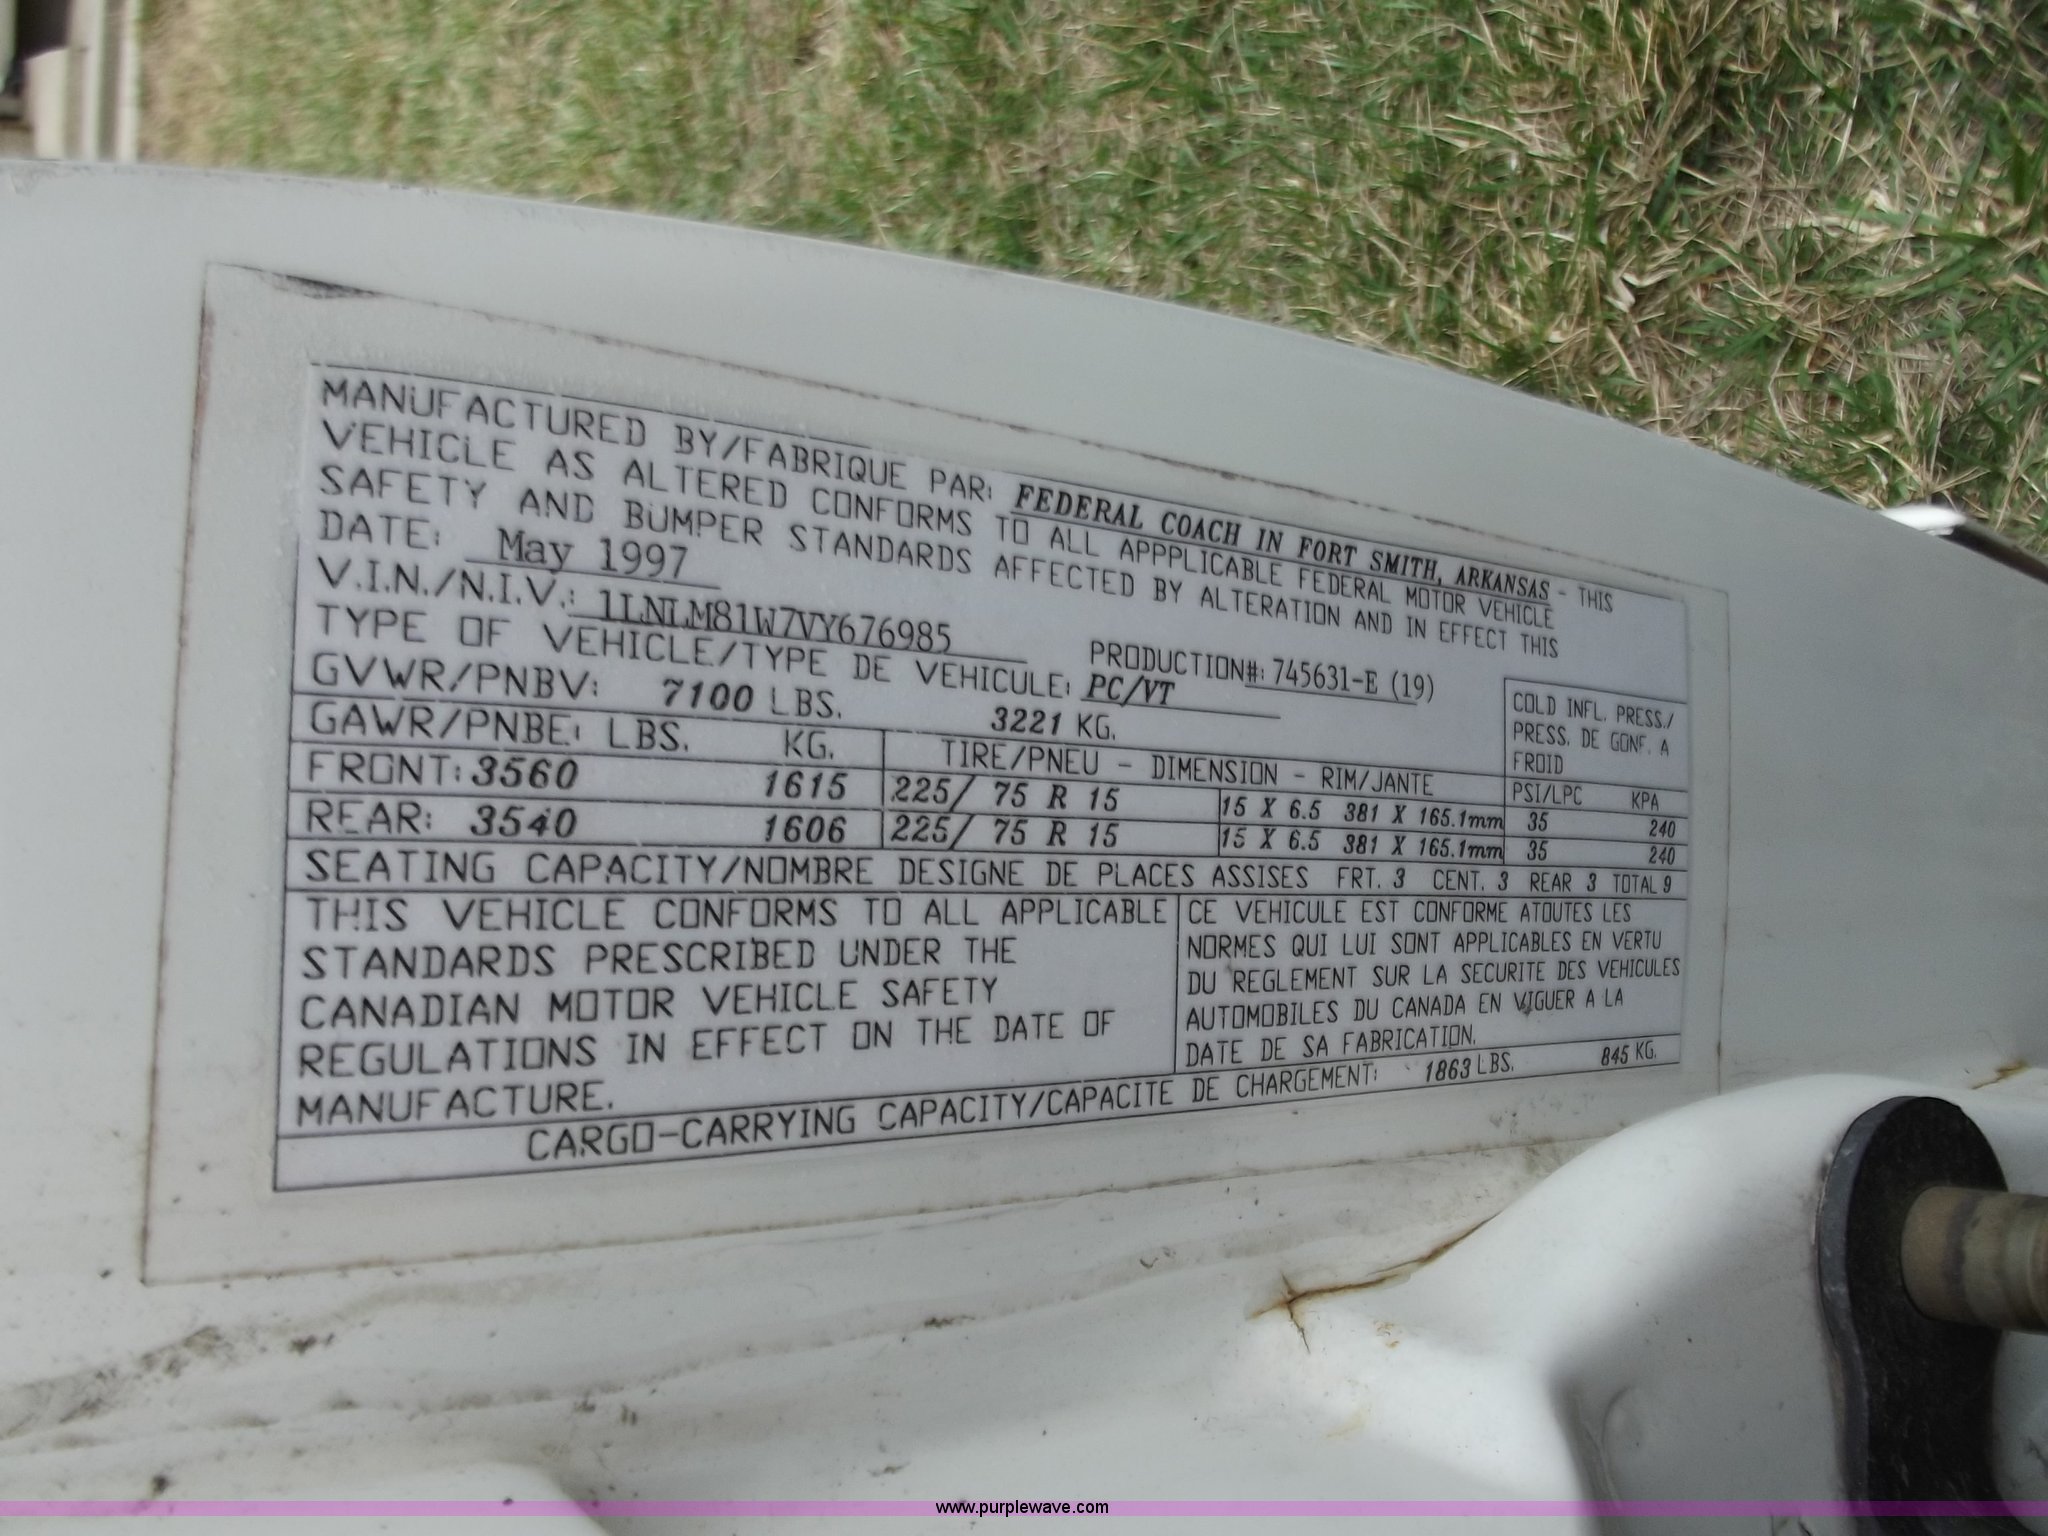 MANUFACTURED BY/FABRIQUE PAR: FEDERAL COACH IN FORT SMITH, ARKANSAS - THIS
VEHICLE AS ALTERED CONFORMS TO ALL APPPLICABLE FEDERAL MOTOR VEHICLE
SAFETY AND BUMPER STANDARDS AFFECTED BY ALTERATION AND IN EFFECT THIS
DATE: May 1997
V.I.N./N.I.V.: 1LNLM81W7VY676985 PRODUCTION#: 745631-E (19)
TYPE OF VEHICLE/TYPE DE VEHICULE: PC/VT
GVWR/PNBV: 7100 LBS. 3221 KG.
COLD INFL. PRESS./
PRESS. DE GONF. A
FROID
GAWR/PNBE: LBS. KG. TIRE/PNEU - DIMENSION - RIM/JANTE PSI/LPC KPA
FRONT: 3560 1615 225/ 75 R 15 15 X 6.5 381 X 165.1mm 35 240
REAR: 3540 1606 225/ 75 R 15 15 X 6.5 381 X 165.1mm 35 240
SEATING CAPACITY/NOMBRE DESIGNE DE PLACES ASSISES FRT. 3 CENT. 3 REAR 3 TOTAL 9
THIS VEHICLE CONFORMS TO ALL APPLICABLE
STANDARDS PRESCRIBED UNDER THE
CANADIAN MOTOR VEHICLE SAFETY
REGULATIONS IN EFFECT ON THE DATE OF
MANUFACTURE.
CE VEHICULE EST CONFORME ATOUTES LES
NORMES QUI LUI SONT APPLICABLES EN VERTU
DU REGLEMENT SUR LA SECURITE DES VEHICULES
AUTOMOBILES DU CANADA EN VIGUER A LA
DATE DE SA FABRICATION.
CARGO-CARRYING CAPACITY/CAPACITE DE CHARGEMENT: 1863 LBS. 845 KG.
www.purplewave.com